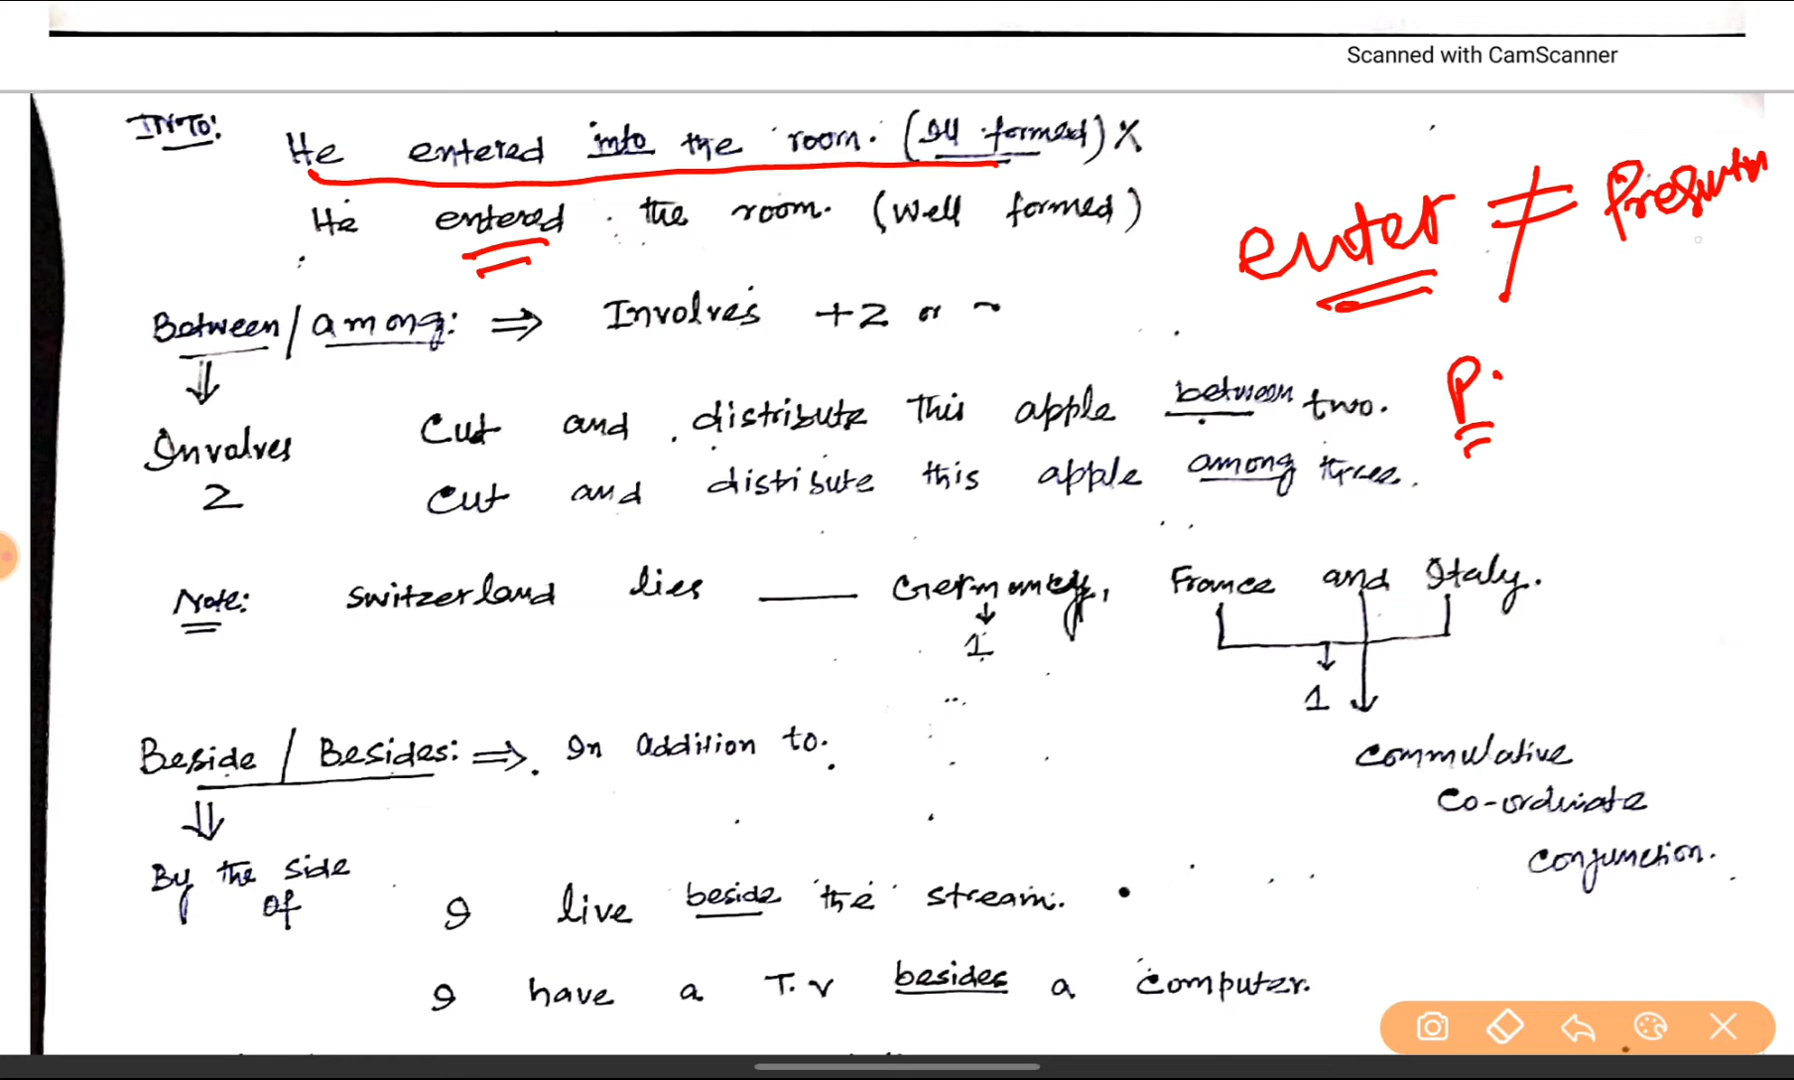 Scanned with CamScanner
INTO:
He entered into the room. (Ill formed) X
He entered the room. (Well formed)
enter ≠
Between / among: ⇒ Involves +2 or ~
Involves
2
Cut and distribute this apple between two.
P.
Cut and distribute this apple among three.
Note: Switzerland lies ____ Germany, France and Italy.
1
1
Commulative
Co-ordinate
Conjunction.
Beside / Besides: ⇒ In addition to.
By the side
of
I live beside the stream.
I have a T.V besides a computer.